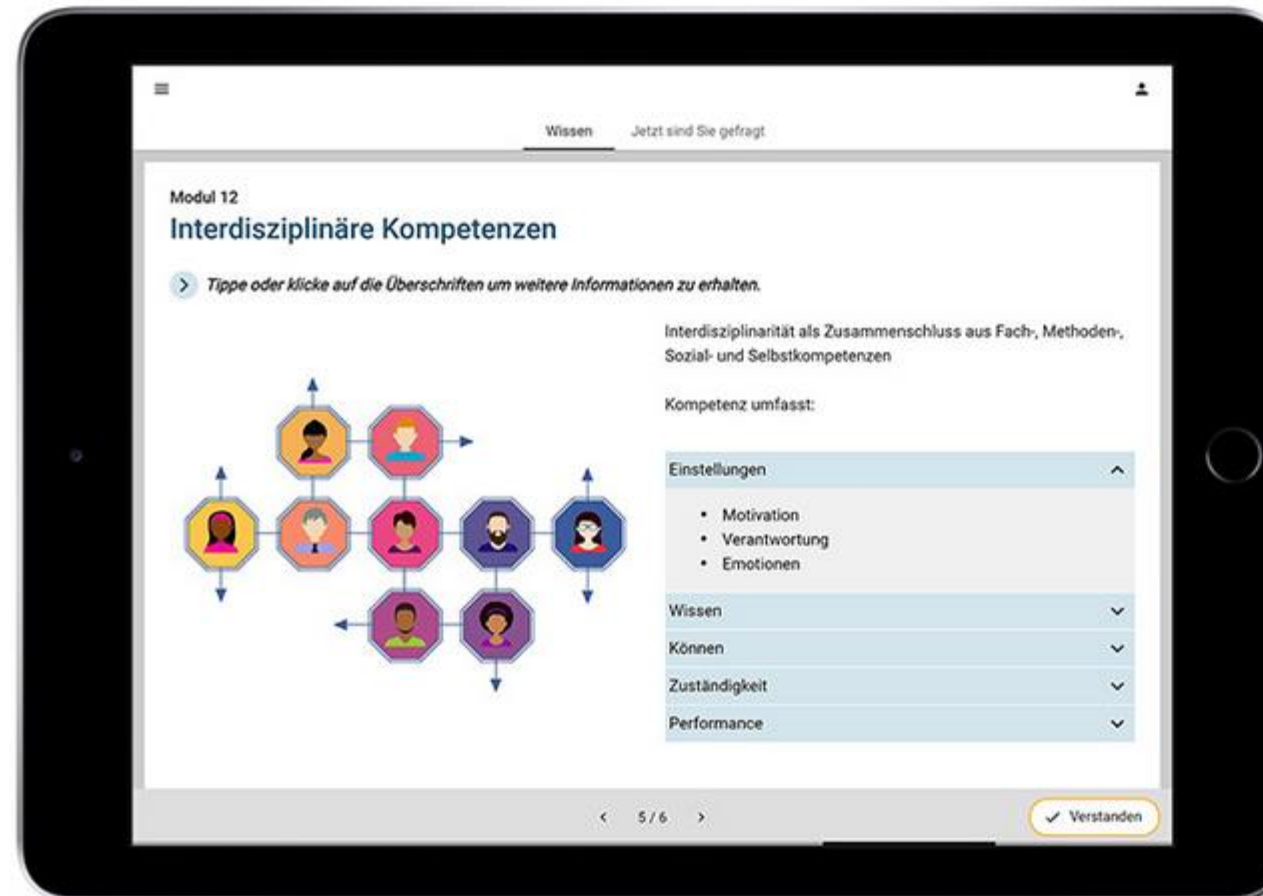 Wissen Jetzt sind Sie gefragt
Modul 12
Interdisziplinäre Kompetenzen
Tippe oder klicke auf die Überschriften um weitere Informationen zu erhalten.
Interdisziplinarität als Zusammenschluss aus Fach-, Methoden-,
Sozial- und Selbstkompetenzen
Kompetenz umfasst:
Einstellungen
• Motivation
• Verantwortung
• Emotionen
Wissen
Können
Zuständigkeit
Performance
5 / 6
Verstanden